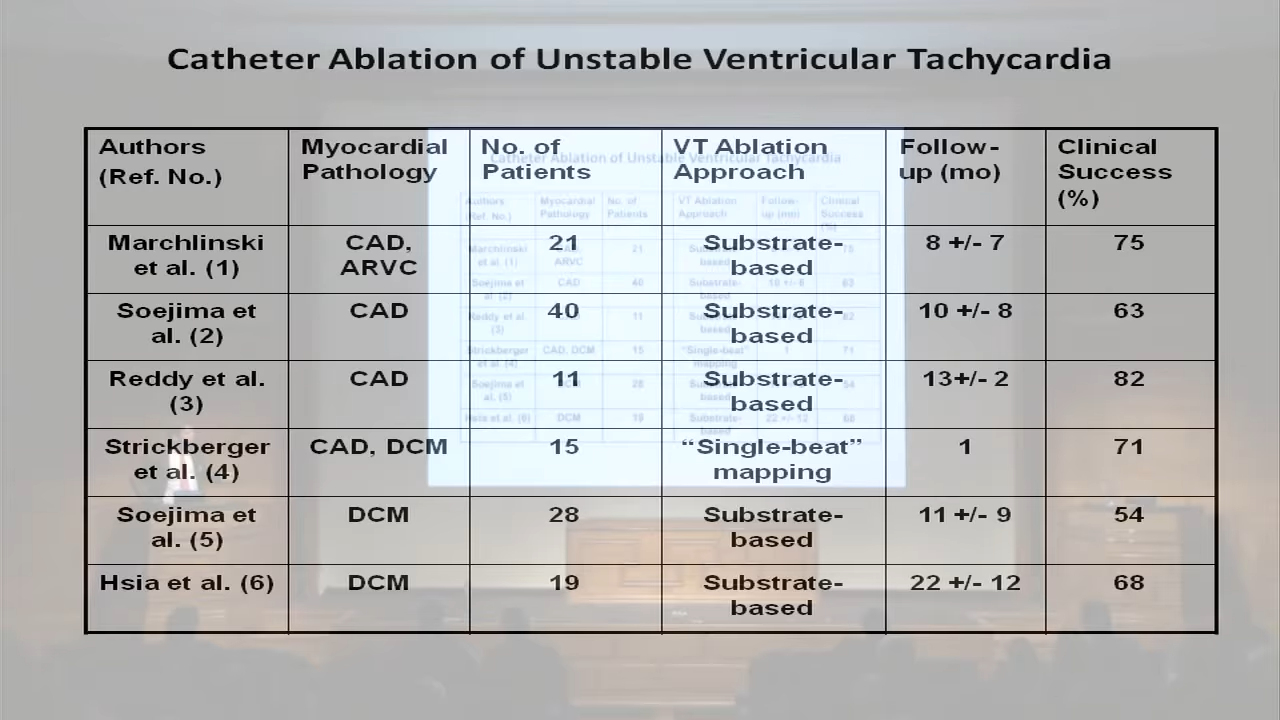 Catheter Ablation of Unstable Ventricular Tachycardia
Authors
(Ref. No.)
Myocardial
Pathology
No. of
Patients
VT Ablation
Approach
Follow-
up (mo)
Clinical
Success
(%)
Marchlinski
et al. (1)
CAD,
ARVC
21
Substrate-
based
8 +/- 7
75
Soejima et
al. (2)
CAD
40
Substrate-
based
10 +/- 8
63
Reddy et al.
(3)
CAD
11
Substrate-
based
13+/- 2
82
Strickberger
et al. (4)
CAD, DCM
15
“Single-beat”
mapping
1
71
Soejima et
al. (5)
DCM
28
Substrate-
based
11 +/- 9
54
Hsia et al. (6)
DCM
19
Substrate-
based
22 +/- 12
68